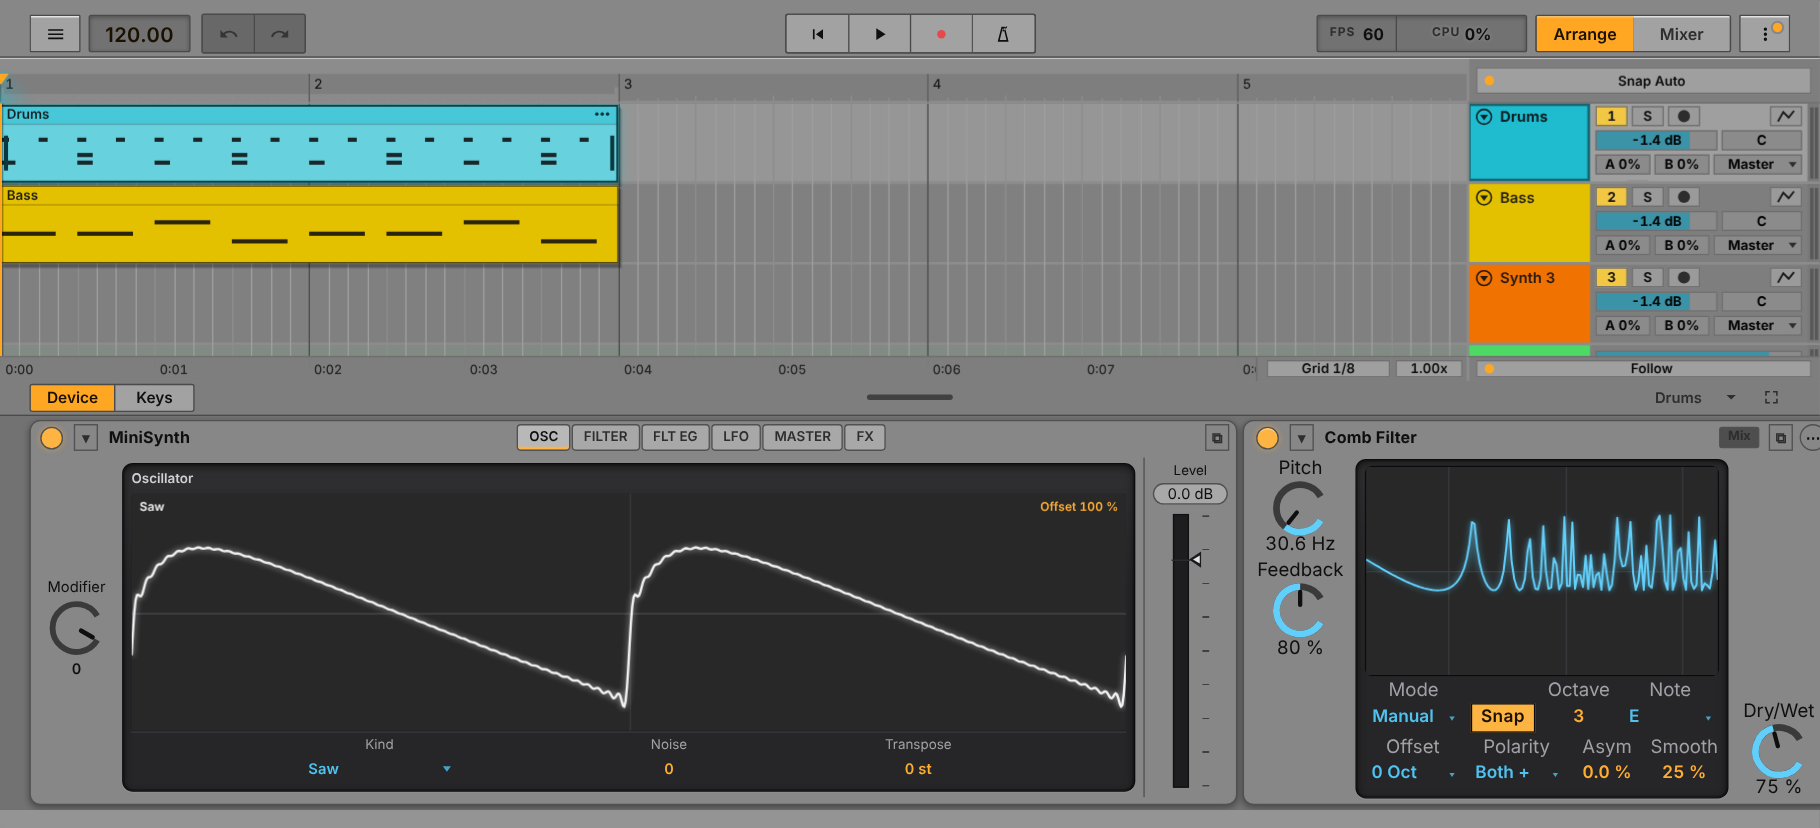 120.00
FPS 60 CPU 0%
Arrange Mixer
1 2 3 4 5
Snap Auto
Drums
Drums
1 S
-1.4 dB C
A 0% B 0% Master
Bass
Bass
2 S
-1.4 dB C
A 0% B 0% Master
Synth 3
3 S
-1.4 dB C
A 0% B 0% Master
0:00 0:01 0:02 0:03 0:04 0:05 0:06 0:07
Grid 1/8 1.00x
Follow
Device Keys
Drums
MiniSynth
OSC FILTER FLT EG LFO MASTER FX
Modifier
0
Oscillator
Saw Offset 100 %
Kind Noise Transpose
Saw 0 0 st
Level
0.0 dB
Comb Filter
Mix
Pitch
30.6 Hz
Feedback
80 %
Mode Octave Note
Manual Snap 3 E
Offset Polarity Asym Smooth
0 Oct Both + 0.0 % 25 %
Dry/Wet
75 %